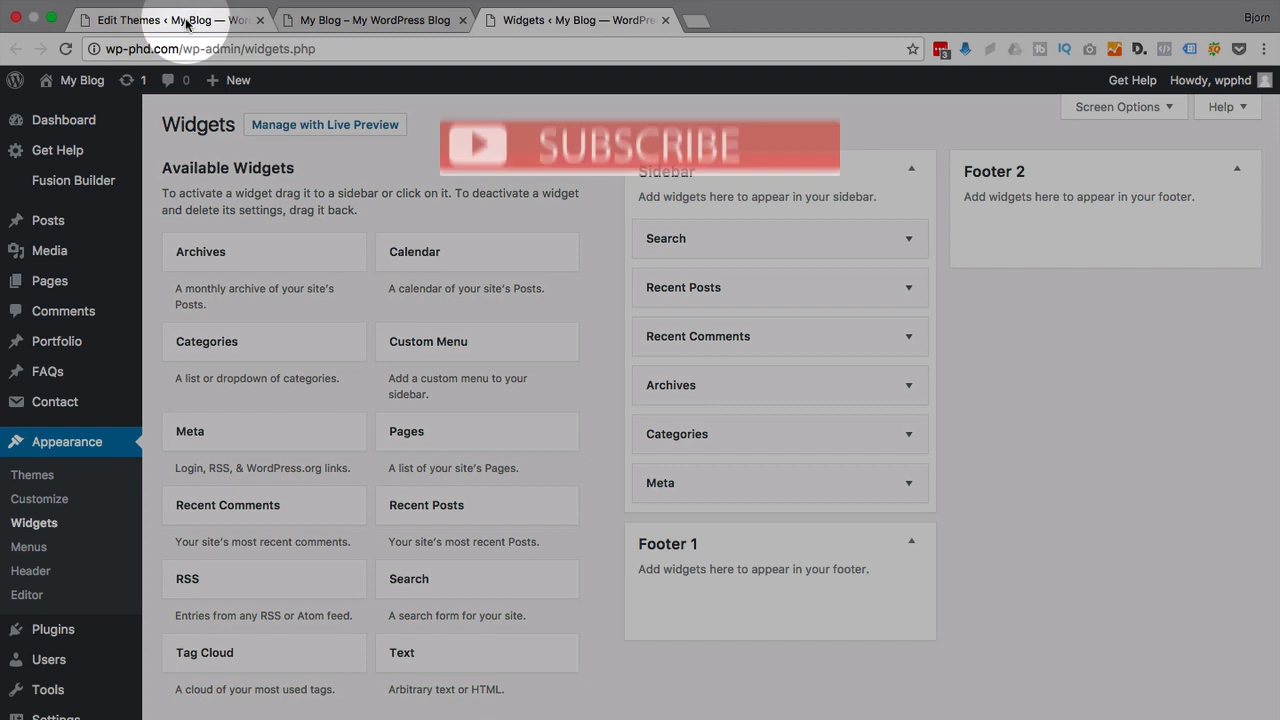 Edit Themes ‹ My Blog — Wor
My Blog – My WordPress Blog
Widgets ‹ My Blog — WordPre
Bjorn
wp-phd.com/wp-admin/widgets.php
3
My Blog
1
0
New
Get Help
Howdy, wpphd
Dashboard
Get Help
Fusion Builder
Posts
Media
Pages
Comments
Portfolio
FAQs
Contact
Appearance
Themes
Customize
Widgets
Menus
Header
Editor
Plugins
Users
Tools
Settings
Screen Options
Help
Widgets
Manage with Live Preview
SUBSCRIBE
Available Widgets
To activate a widget drag it to a sidebar or click on it. To deactivate a widget
and delete its settings, drag it back.
Archives
A monthly archive of your site's
Posts.
Calendar
A calendar of your site's Posts.
Categories
A list or dropdown of categories.
Custom Menu
Add a custom menu to your
sidebar.
Meta
Login, RSS, & WordPress.org links.
Pages
A list of your site's Pages.
Recent Comments
Your site's most recent comments.
Recent Posts
Your site's most recent Posts.
RSS
Entries from any RSS or Atom feed.
Search
A search form for your site.
Tag Cloud
A cloud of your most used tags.
Text
Arbitrary text or HTML.
Sidebar
Add widgets here to appear in your sidebar.
Search
Recent Posts
Recent Comments
Archives
Categories
Meta
Footer 1
Add widgets here to appear in your footer.
Footer 2
Add widgets here to appear in your footer.